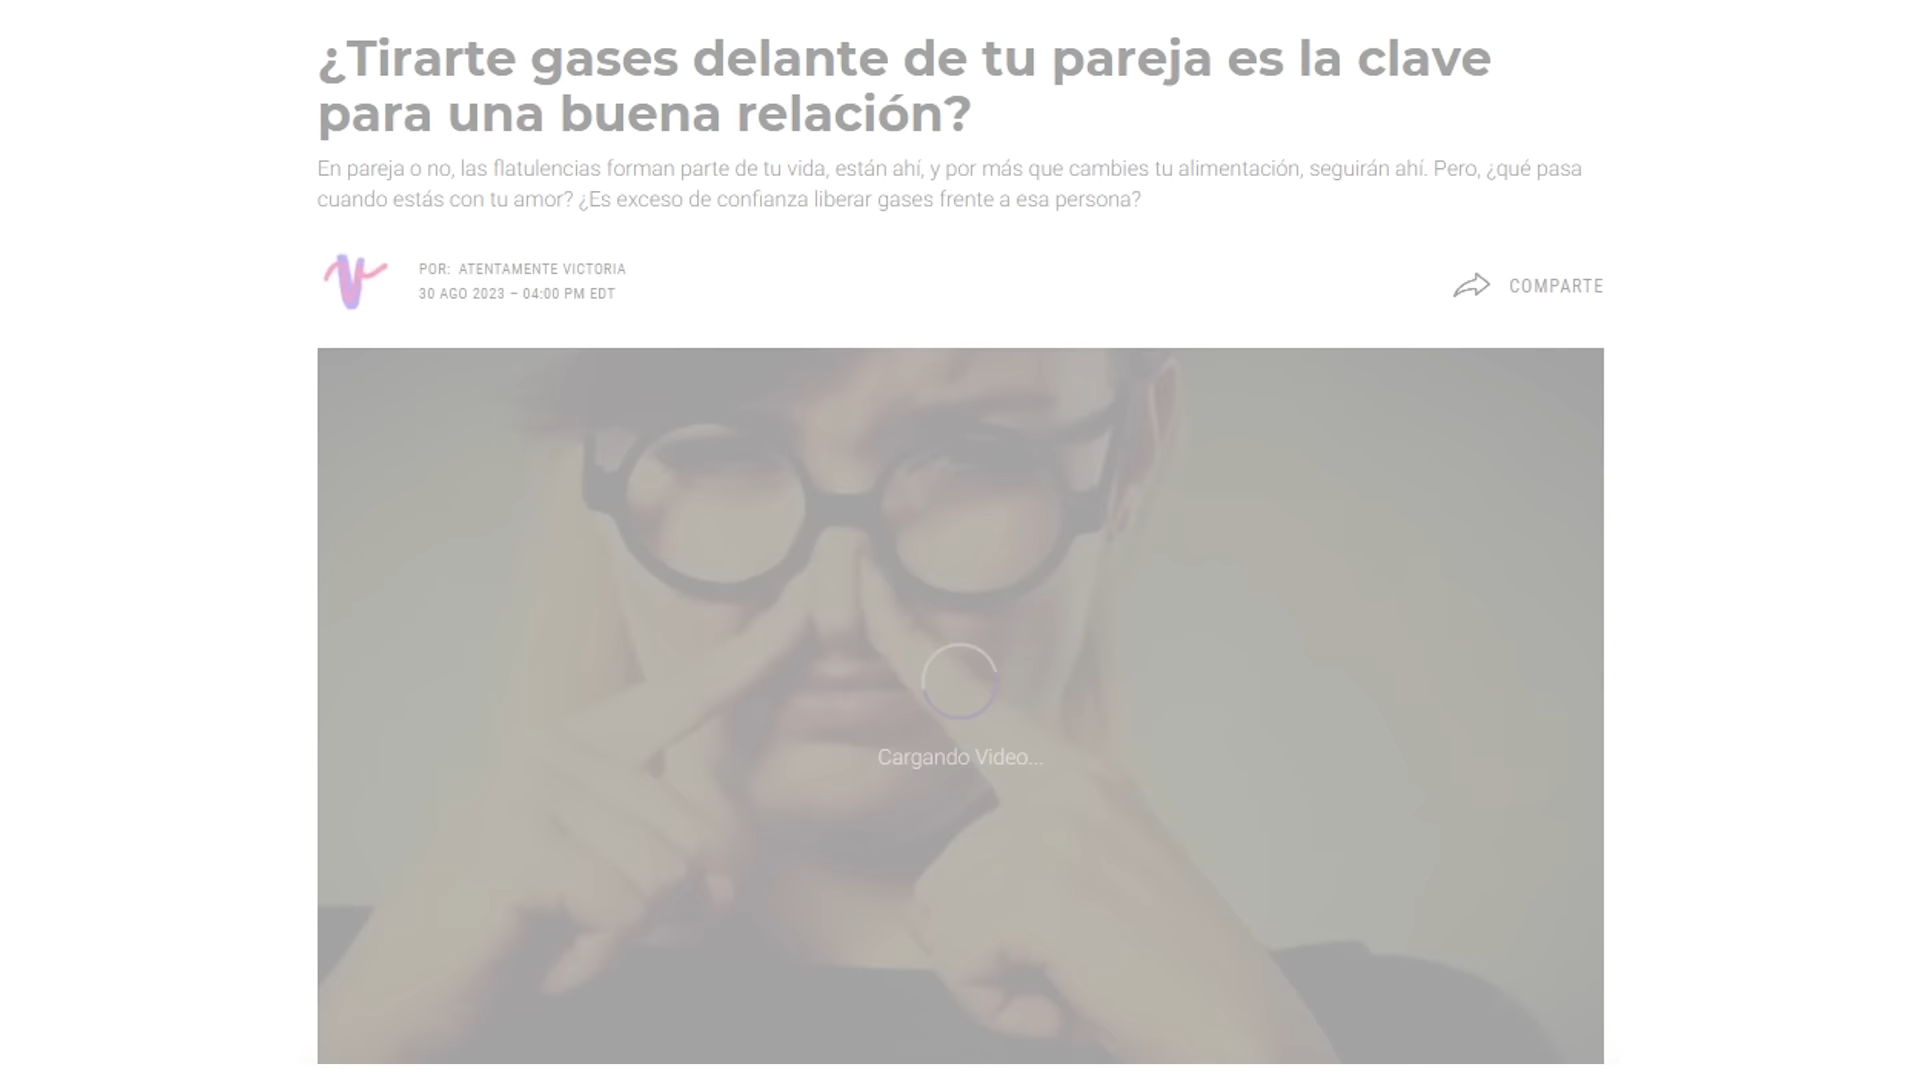 ¿Tirarte gases delante de tu pareja es la clave
para una buena relación?
En pareja o no, las flatulencias forman parte de tu vida, están ahí, y por más que cambies tu alimentación, seguirán ahí. Pero, ¿qué pasa
cuando estás con tu amor? ¿Es exceso de confianza liberar gases frente a esa persona?
POR: ATENTAMENTE VICTORIA
30 AGO 2023 – 04:00 PM EDT
COMPARTE
Cargando Video...